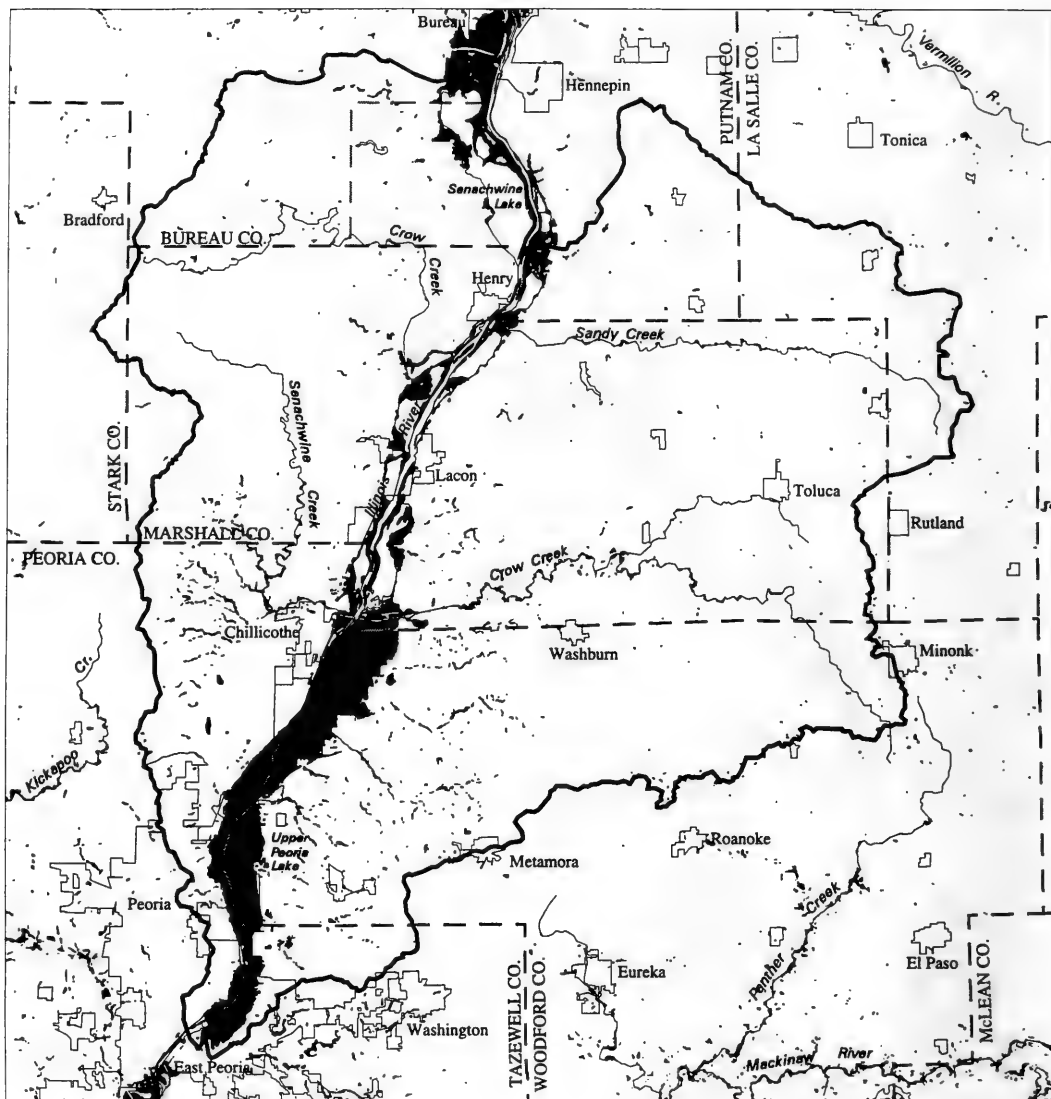 Bureau
Hennepin
Vermilion
R.
PUTNAM CO.
LA SALLE CO.
Tonica
Senachwine
Lake
Bradford
BUREAU CO.
Crow
Creek
Henry
Sandy Creek
Senachwine
Creek
STARK CO.
Illinois
River
Lacon
Toluca
Rutland
MARSHALL CO.
PEORIA CO.
Crow Creek
Chillicothe
Washburn
Minonk
Kickapoo
Cr.
Upper
Peoria
Lake
Metamora
Roanoke
Peoria
Panther
Creek
El Paso
Eureka
TAZEWELL CO.
WOODFORD CO.
McLEAN CO.
Washington
East Peoria
Mackinaw River